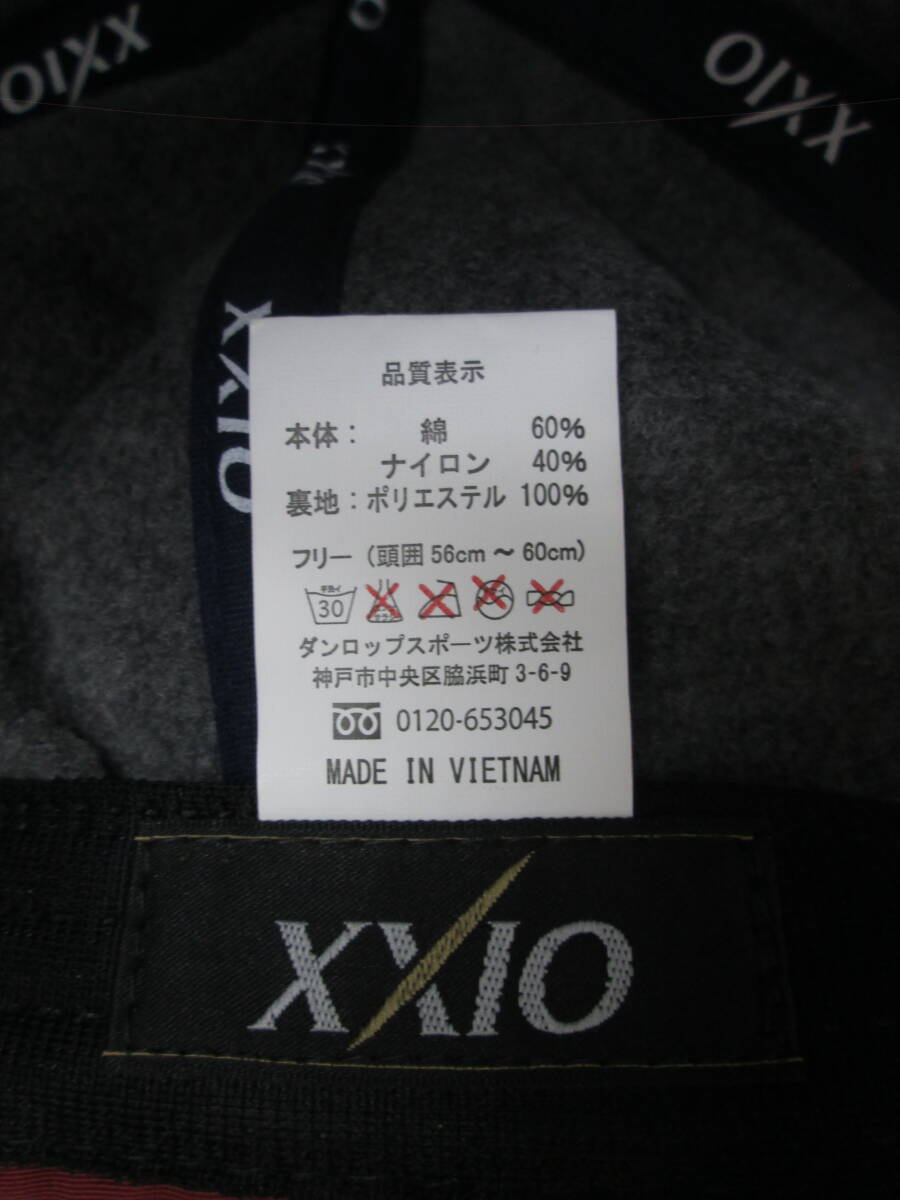 XXIO
XXIO
XXIO
品質表示
本体： 綿 60%
ナイロン 40%
裏地：ポリエステル 100%
フリー（頭囲 56cm～60cm）
30
ダンロップスポーツ株式会社
神戸市中央区脇浜町 3-6-9
0120-653045
MADE IN VIETNAM
XXIO